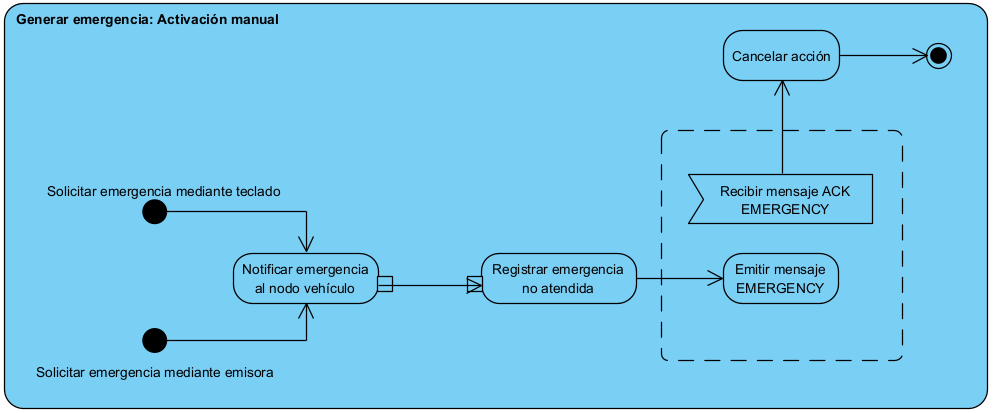 Generar emergencia: Activación manual
Cancelar acción
Solicitar emergencia mediante teclado
Recibir mensaje ACK
EMERGENCY
Notificar emergencia
al nodo vehículo
Registrar emergencia
no atendida
Emitir mensaje
EMERGENCY
Solicitar emergencia mediante emisora